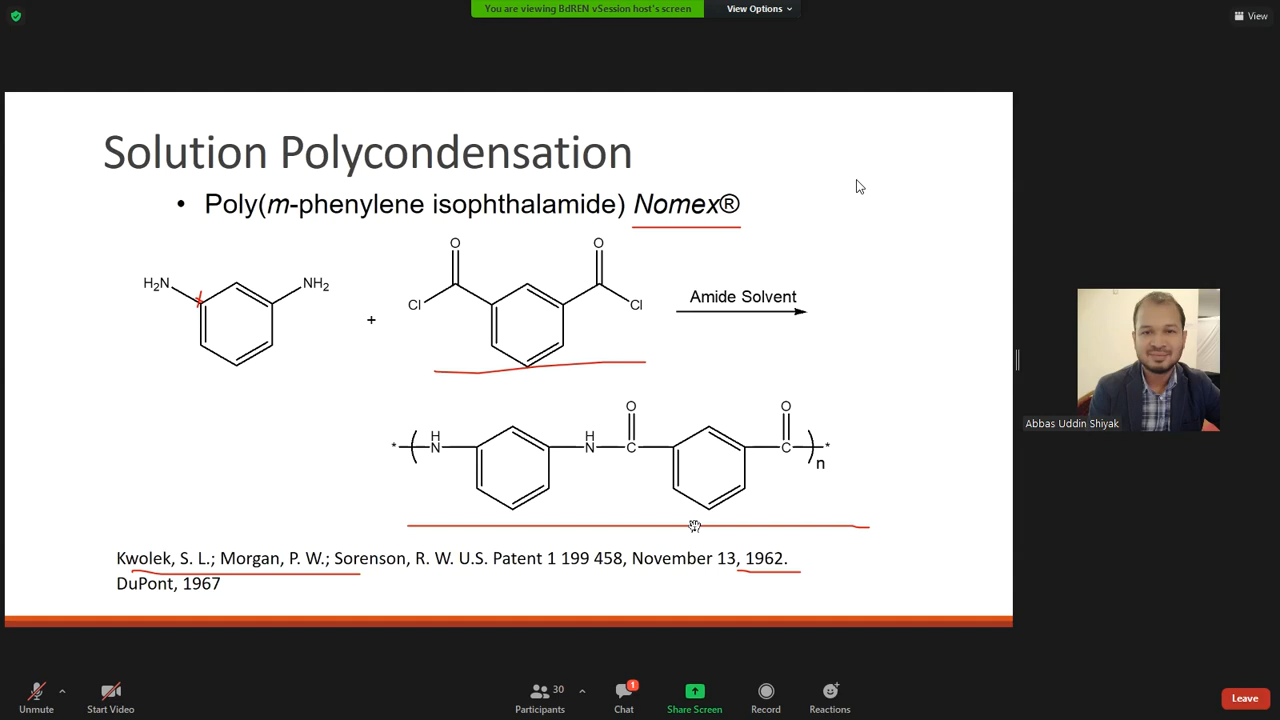 You are viewing BdREN vSession host's screen
View Options
View
Solution Polycondensation
• Poly(m-phenylene isophthalamide) Nomex®
O O
H₂N NH₂
Cl Cl
Amide Solvent
+
O O
H H
* ( N N C C ) *
n
Kwolek, S. L.; Morgan, P. W.; Sorenson, R. W. U.S. Patent 1 199 458, November 13, 1962.
DuPont, 1967
Abbas Uddin Shiyak
30
1
Unmute
Start Video
Participants
Chat
Share Screen
Record
Reactions
Leave